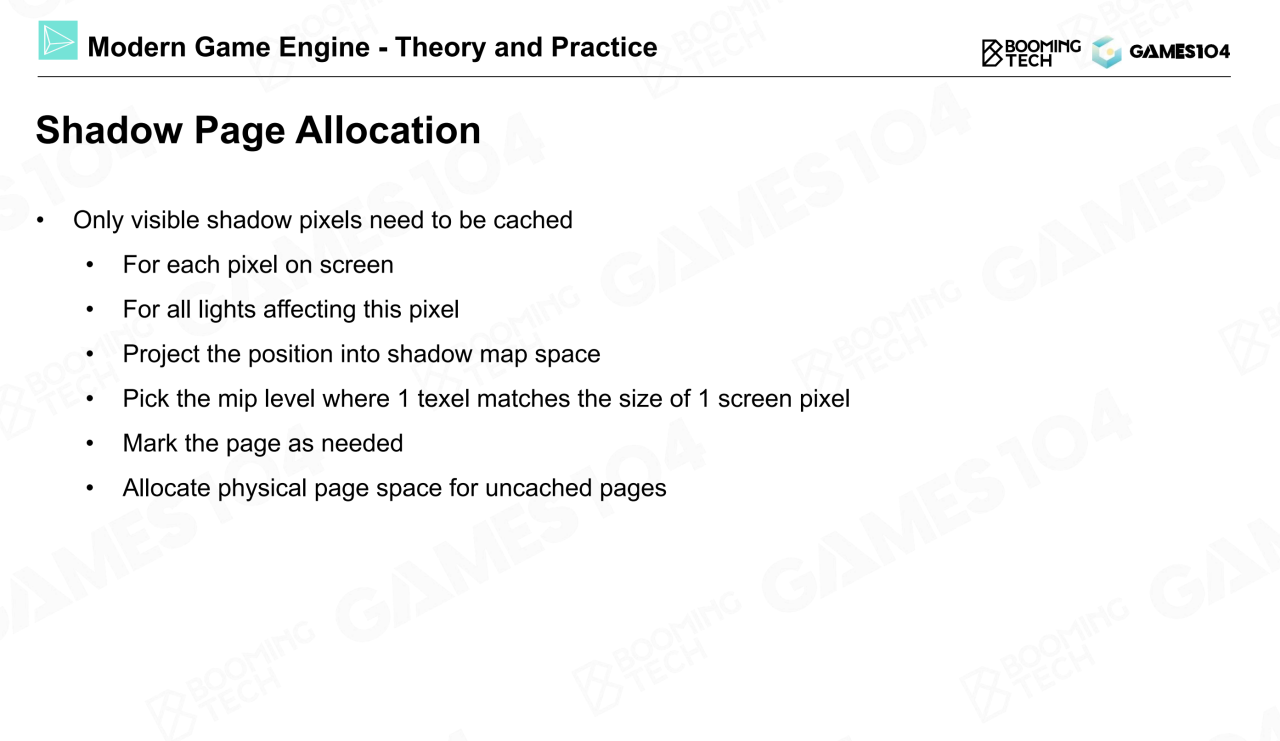 Modern Game Engine - Theory and Practice
BOOMING
TECH
GAMES104
Shadow Page Allocation
• Only visible shadow pixels need to be cached
• For each pixel on screen
• For all lights affecting this pixel
• Project the position into shadow map space
• Pick the mip level where 1 texel matches the size of 1 screen pixel
• Mark the page as needed
• Allocate physical page space for uncached pages